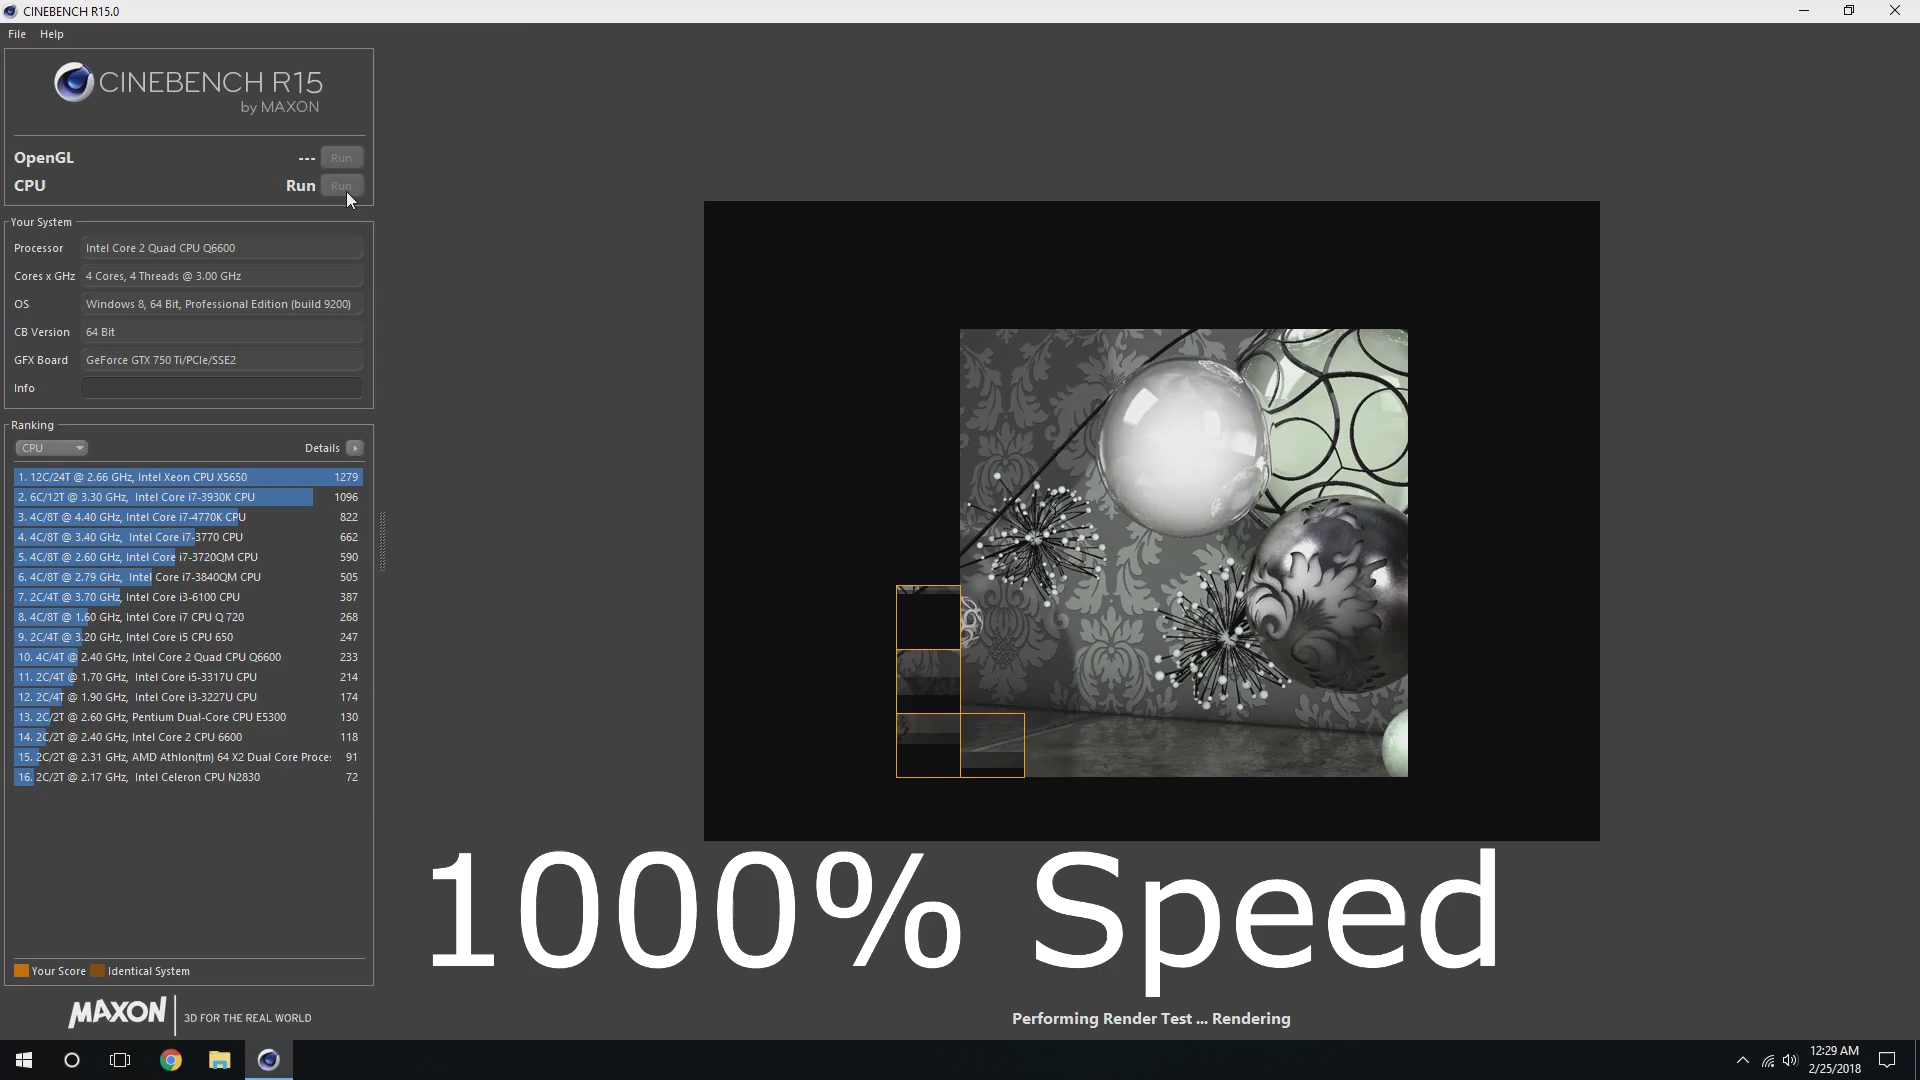 CINEBENCH R15.0
File Help
CINEBENCH R15
by MAXON
OpenGL --- Run
CPU Run Run
Your System
Processor Intel Core 2 Quad CPU Q6600
Cores x GHz 4 Cores, 4 Threads @ 3.00 GHz
OS Windows 8, 64 Bit, Professional Edition (build 9200)
CB Version 64 Bit
GFX Board GeForce GTX 750 Ti/PCIe/SSE2
Info
Ranking
CPU Details
1. 12C/24T @ 2.66 GHz, Intel Xeon CPU X5650 1279
2. 6C/12T @ 3.30 GHz, Intel Core i7-3930K CPU 1096
3. 4C/8T @ 4.40 GHz, Intel Core i7-4770K CPU 822
4. 4C/8T @ 3.40 GHz, Intel Core i7-3770 CPU 662
5. 4C/8T @ 2.60 GHz, Intel Core i7-3720QM CPU 590
6. 4C/8T @ 2.79 GHz, Intel Core i7-3840QM CPU 505
7. 2C/4T @ 3.70 GHz, Intel Core i3-6100 CPU 387
8. 4C/8T @ 1.60 GHz, Intel Core i7 CPU Q 720 268
9. 2C/4T @ 3.20 GHz, Intel Core i5 CPU 650 247
10. 4C/4T @ 2.40 GHz, Intel Core 2 Quad CPU Q6600 233
11. 2C/4T @ 1.70 GHz, Intel Core i5-3317U CPU 214
12. 2C/4T @ 1.90 GHz, Intel Core i3-3227U CPU 174
13. 2C/2T @ 2.60 GHz, Pentium Dual-Core CPU E5300 130
14. 2C/2T @ 2.40 GHz, Intel Core 2 CPU 6600 118
15. 2C/2T @ 2.31 GHz, AMD Athlon(tm) 64 X2 Dual Core Proce: 91
16. 2C/2T @ 2.17 GHz, Intel Celeron CPU N2830 72
1000% Speed
Your Score Identical System
MAXON 3D FOR THE REAL WORLD
Performing Render Test ... Rendering
12:29 AM
2/25/2018